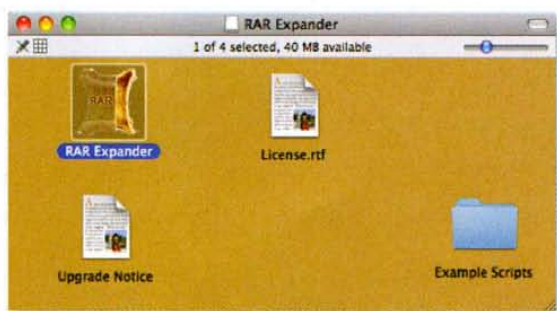 RAR Expander
1 of 4 selected, 40 MB available
RAR
RAR Expander
License.rtf
Upgrade Notice
Example Scripts